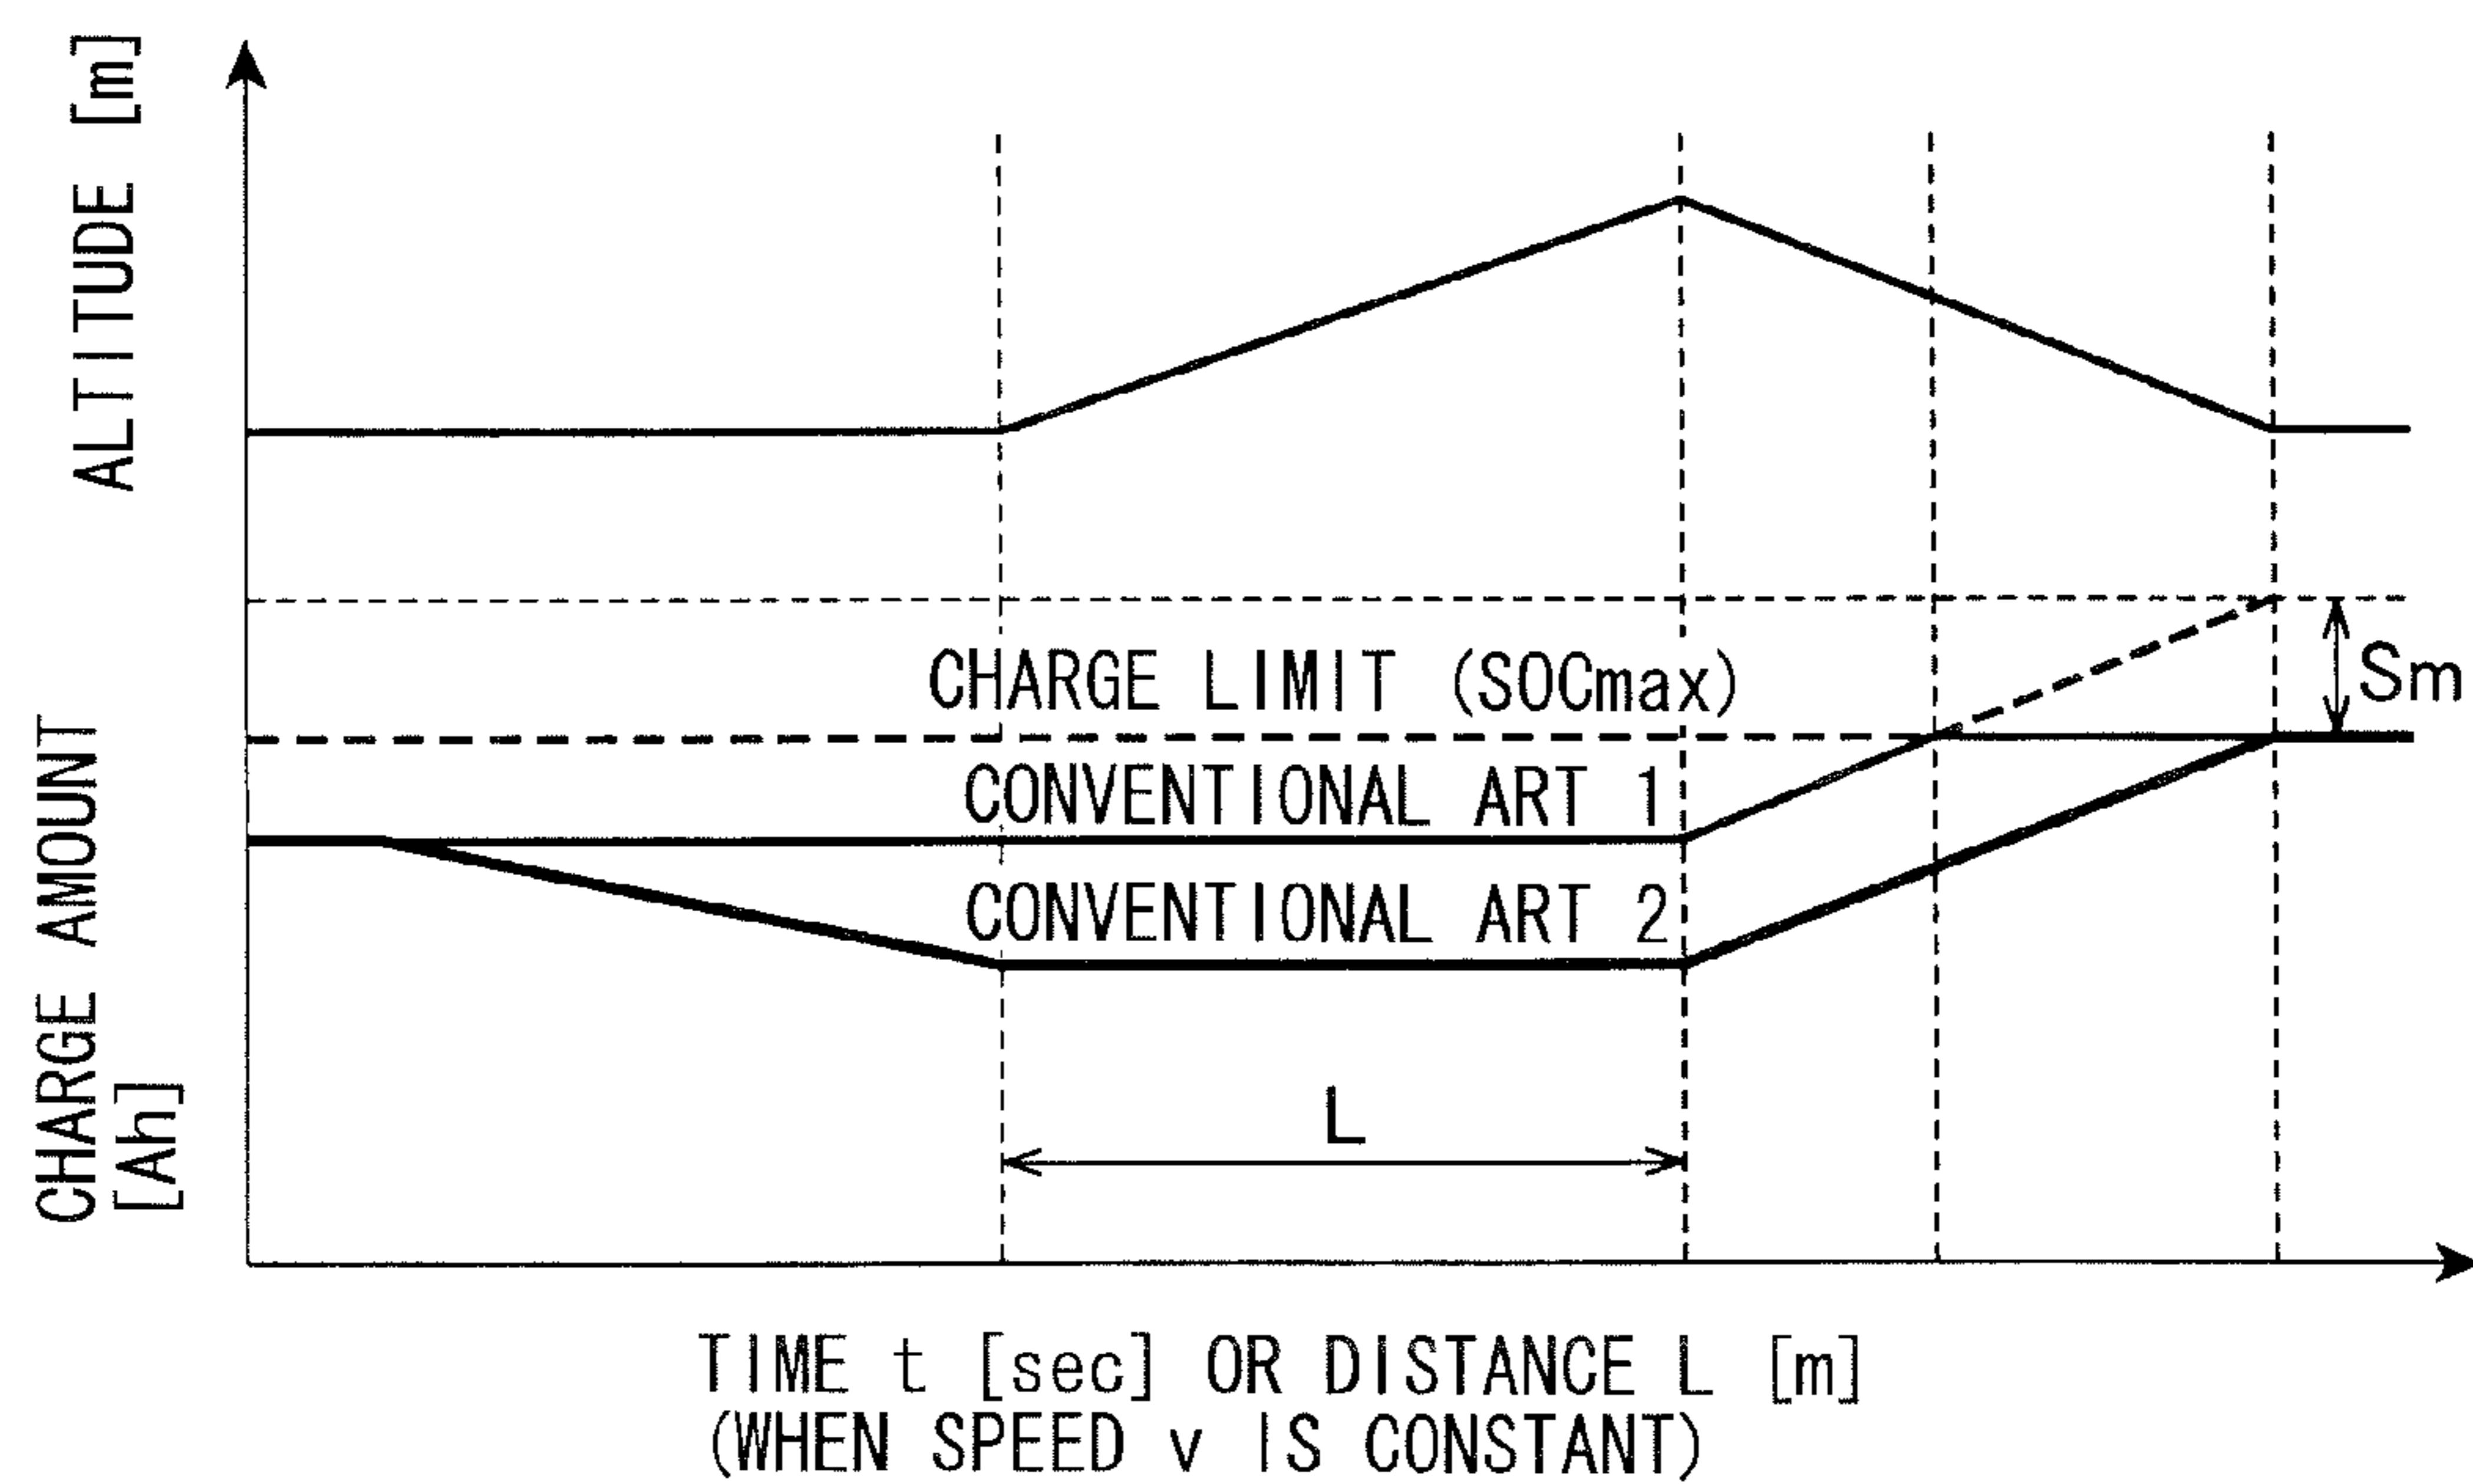 ALTITUDE [m]
CHARGE LIMIT (SOCmax)
Sm
CONVENTIONAL ART 1
CONVENTIONAL ART 2
CHARGE AMOUNT
[Ah]
L
TIME t [sec] OR DISTANCE L [m]
(WHEN SPEED v IS CONSTANT)